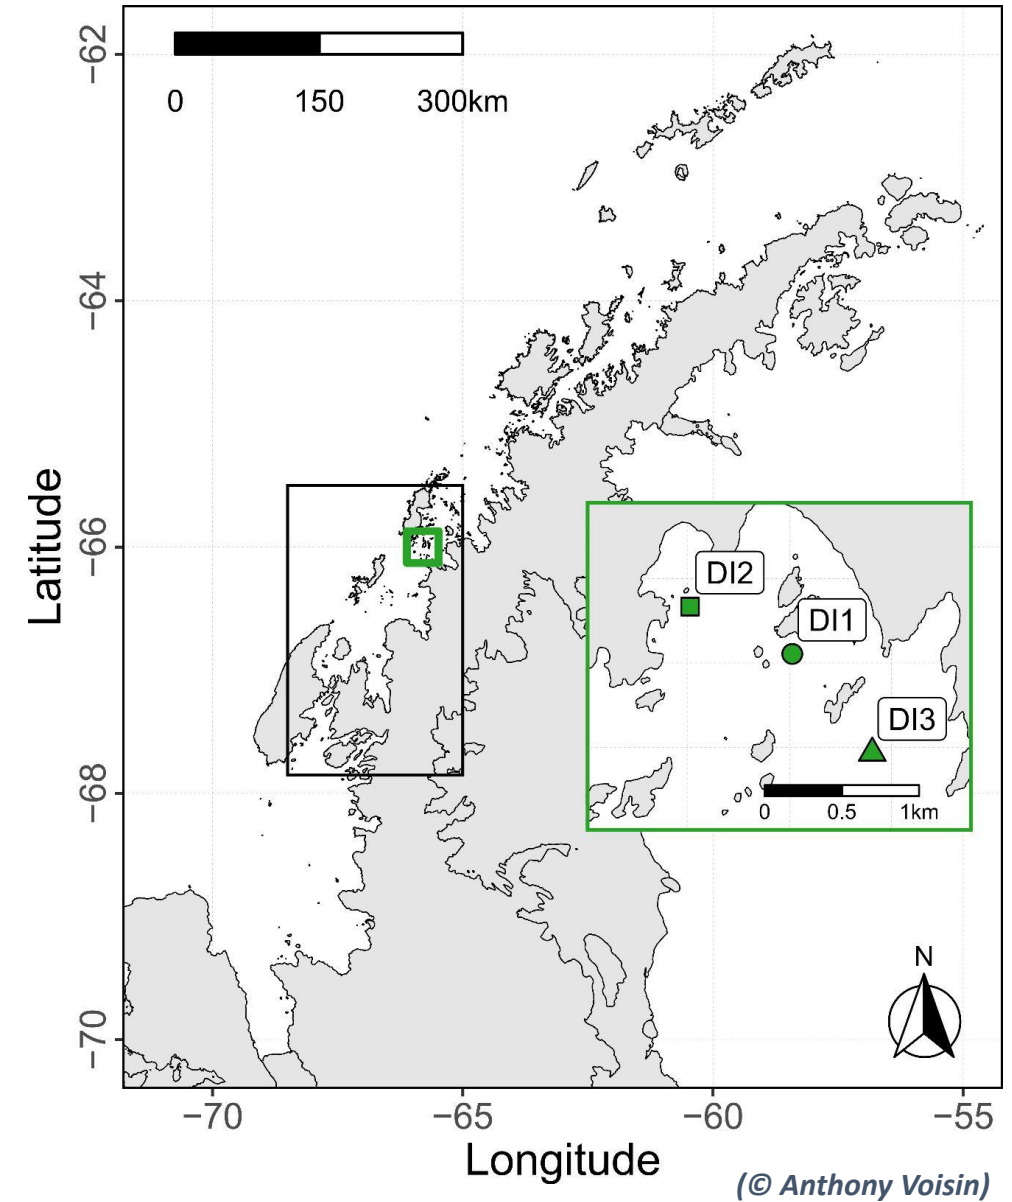 0 150 300km
−62
−64
−66
−68
−70
Latitude
DI2
DI1
DI3
0 0.5 1km
N
−70 −65 −60 −55
Longitude
(© Anthony Voisin)